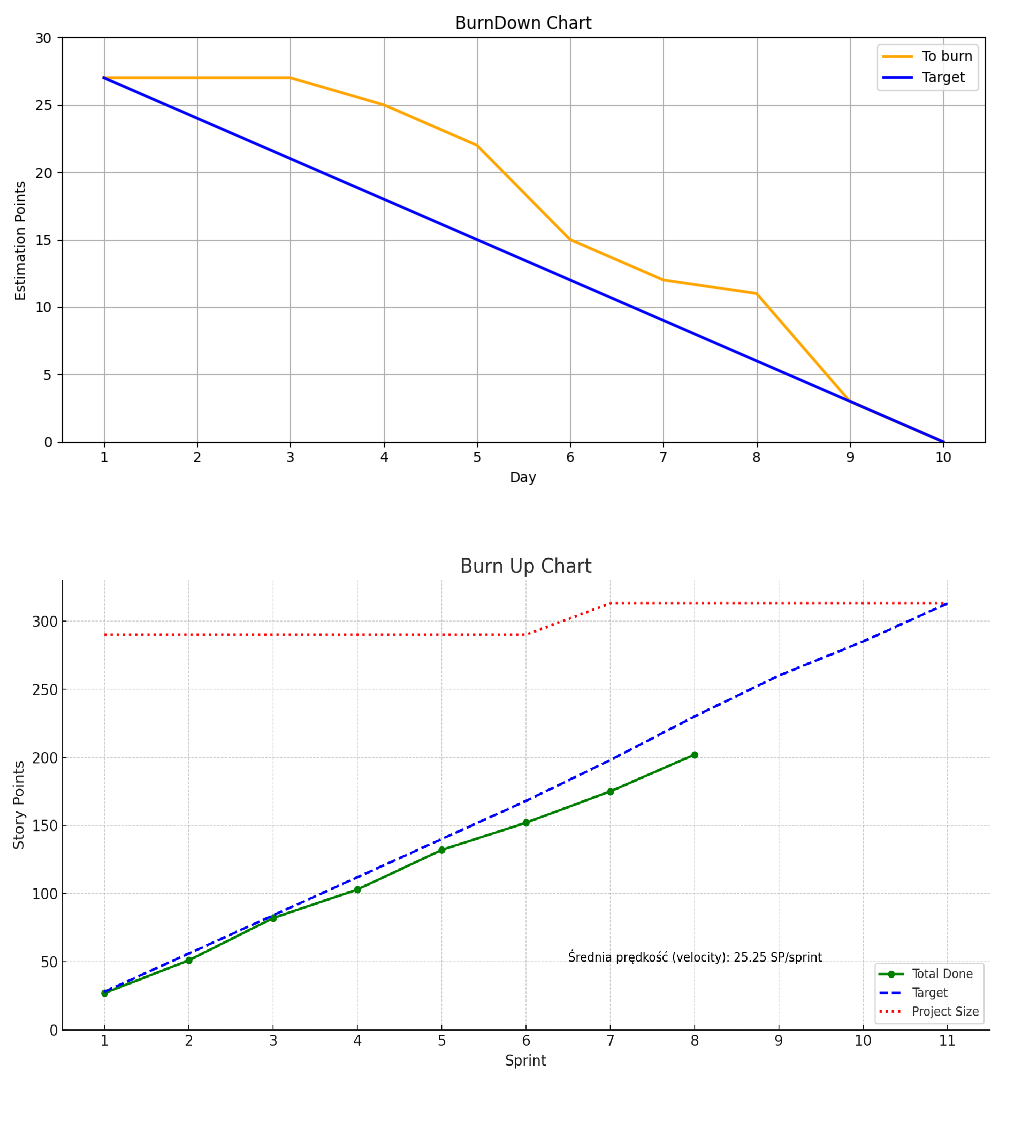 BurnDown Chart
30
25
20
15
10
5
0
Estimation Points
To burn
Target
1 2 3 4 5 6 7 8 9 10
Day
Burn Up Chart
300
250
200
150
100
50
0
Story Points
Średnia prędkość (velocity): 25.25 SP/sprint
Total Done
Target
Project Size
1 2 3 4 5 6 7 8 9 10 11
Sprint